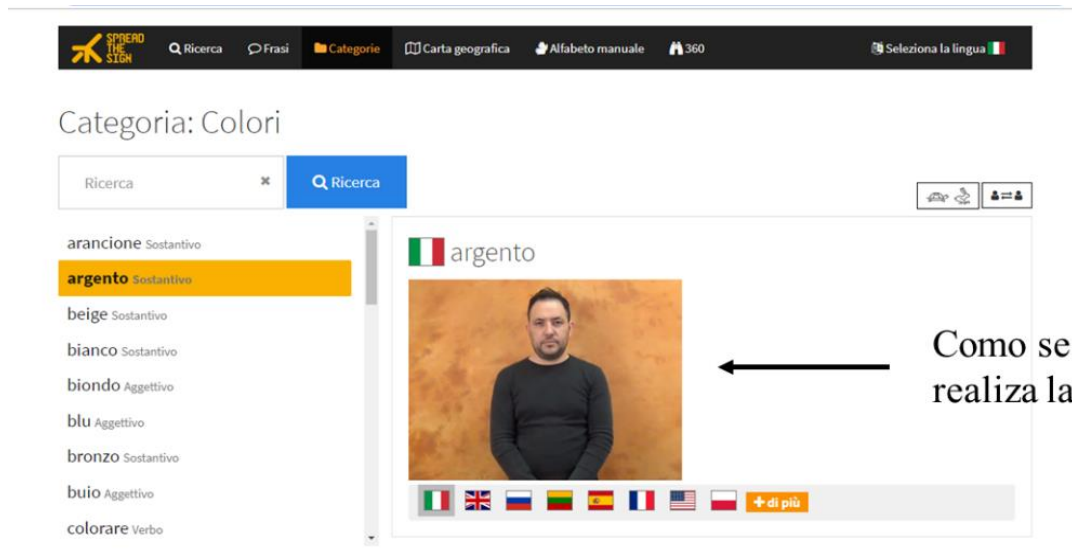 SPREAD
THE
SIGN
Ricerca Frasi Categorie Carta geografica Alfabeto manuale 360 Seleziona la lingua
Categoria: Colori
Ricerca × Ricerca
arancione Sostantivo
argento Sostantivo
beige Sostantivo
bianco Sostantivo
biondo Aggettivo
blu Aggettivo
bronzo Sostantivo
buio Aggettivo
colorare Verbo
argento
+ di più
Como se
realiza la